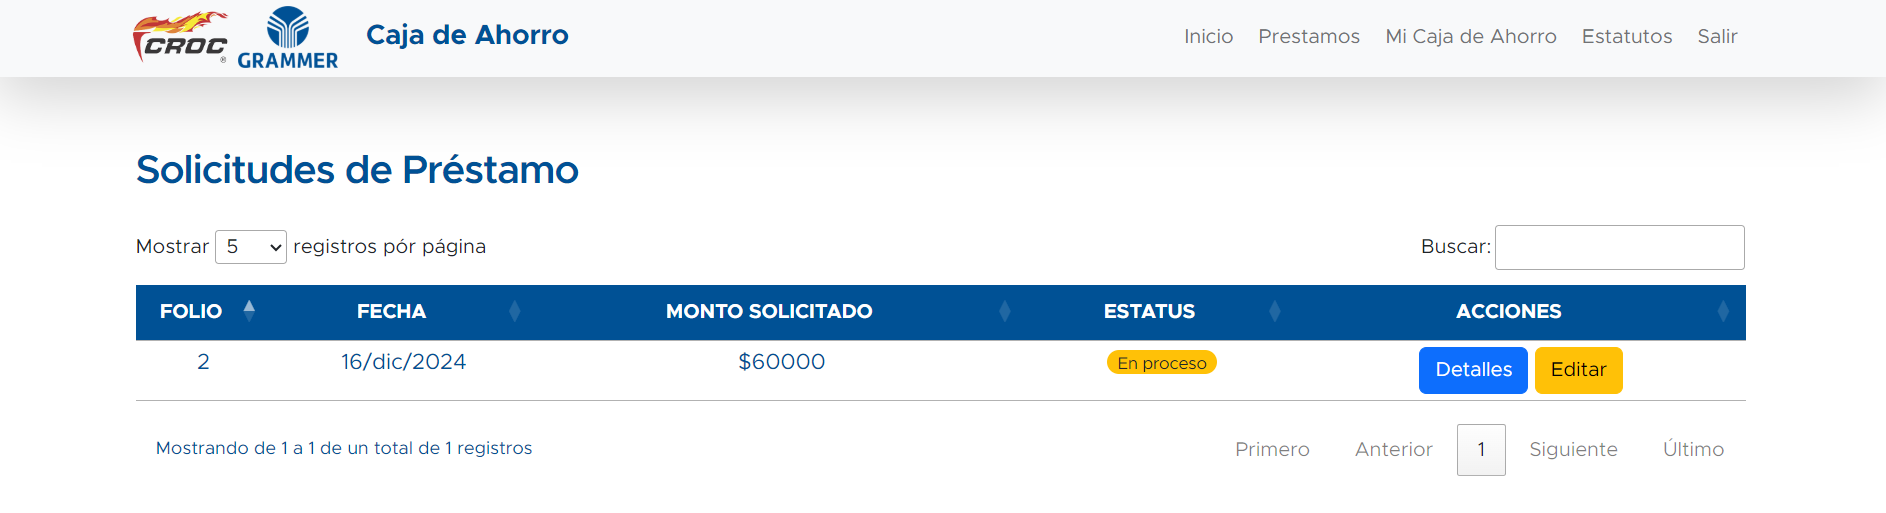 CROC ® GRAMMER Caja de Ahorro Inicio Prestamos Mi Caja de Ahorro Estatutos Salir
Solicitudes de Préstamo
Mostrar 5 registros pór página Buscar:
FOLIO FECHA MONTO SOLICITADO ESTATUS ACCIONES
2 16/dic/2024 $60000 En proceso Detalles Editar
Mostrando de 1 a 1 de un total de 1 registros Primero Anterior 1 Siguiente Último